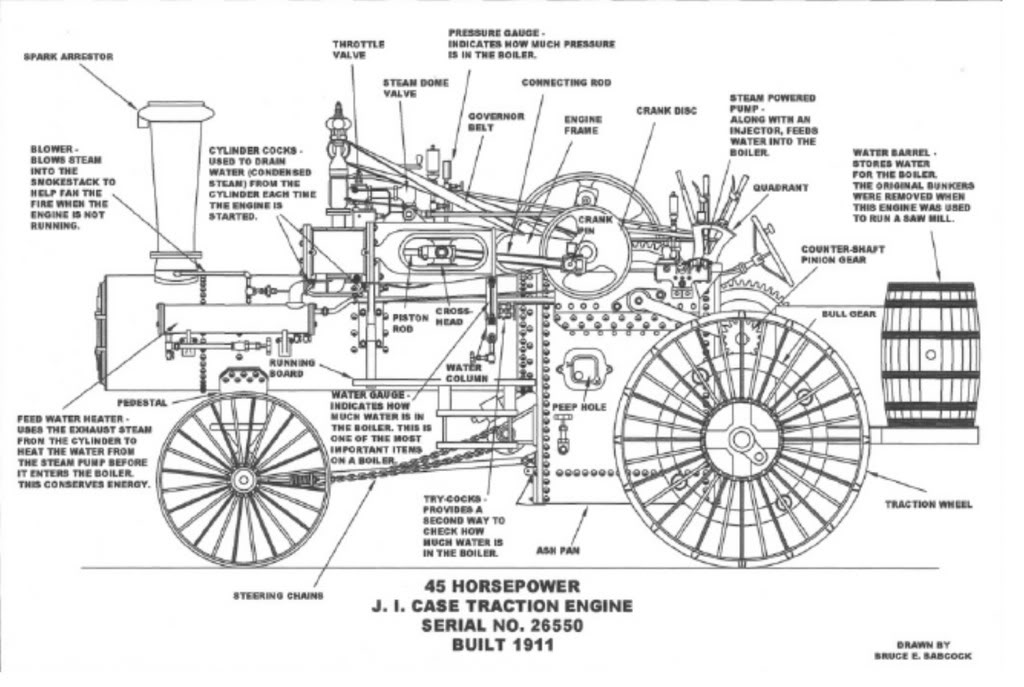 SPARK ARRESTOR
THROTTLE
VALVE
PRESSURE GAUGE -
INDICATES HOW MUCH PRESSURE
IS IN THE BOILER.
STEAM DOME
VALVE
CONNECTING ROD
GOVERNOR
BELT
ENGINE
FRAME
CRANK DISC
STEAM POWERED
PUMP -
ALONG WITH AN
INJECTOR, FEEDS
WATER INTO THE
BOILER.
WATER BARREL -
STORES WATER
FOR THE BOILER.
THE ORIGINAL BUNKERS
WERE REMOVED WHEN
THIS ENGINE WAS USED
TO RUN A SAW MILL.
BLOWER -
BLOWS STEAM
INTO THE
SMOKESTACK TO
HELP FAN THE
FIRE WHEN THE
ENGINE IS NOT
RUNNING.
CYLINDER COCKS -
USED TO DRAIN
WATER (CONDENSED
STEAM) FROM THE
CYLINDER EACH TIME
THE ENGINE IS
STARTED.
QUADRANT
CRANK
PIN
COUNTER-SHAFT
PINION GEAR
PISTON
ROD
CROSS-
HEAD
BULL GEAR
RUNNING
BOARD
WATER
COLUMN
PEDESTAL
WATER GAUGE -
INDICATES HOW
MUCH WATER IS IN
THE BOILER. THIS IS
ONE OF THE MOST
IMPORTANT ITEMS
ON A BOILER.
PEEP HOLE
FEED WATER HEATER -
USES THE EXHAUST STEAM
FROM THE CYLINDER TO
HEAT THE WATER FROM
THE STEAM PUMP BEFORE
IT ENTERS THE BOILER.
THIS CONSERVES ENERGY.
TRY-COCKS -
PROVIDES A
SECOND WAY TO
CHECK HOW
MUCH WATER IS
IN THE BOILER.
ASH PAN
TRACTION WHEEL
STEERING CHAINS
45 HORSEPOWER
J. I. CASE TRACTION ENGINE
SERIAL NO. 26550
BUILT 1911
DRAWN BY
BRUCE E. BABCOCK